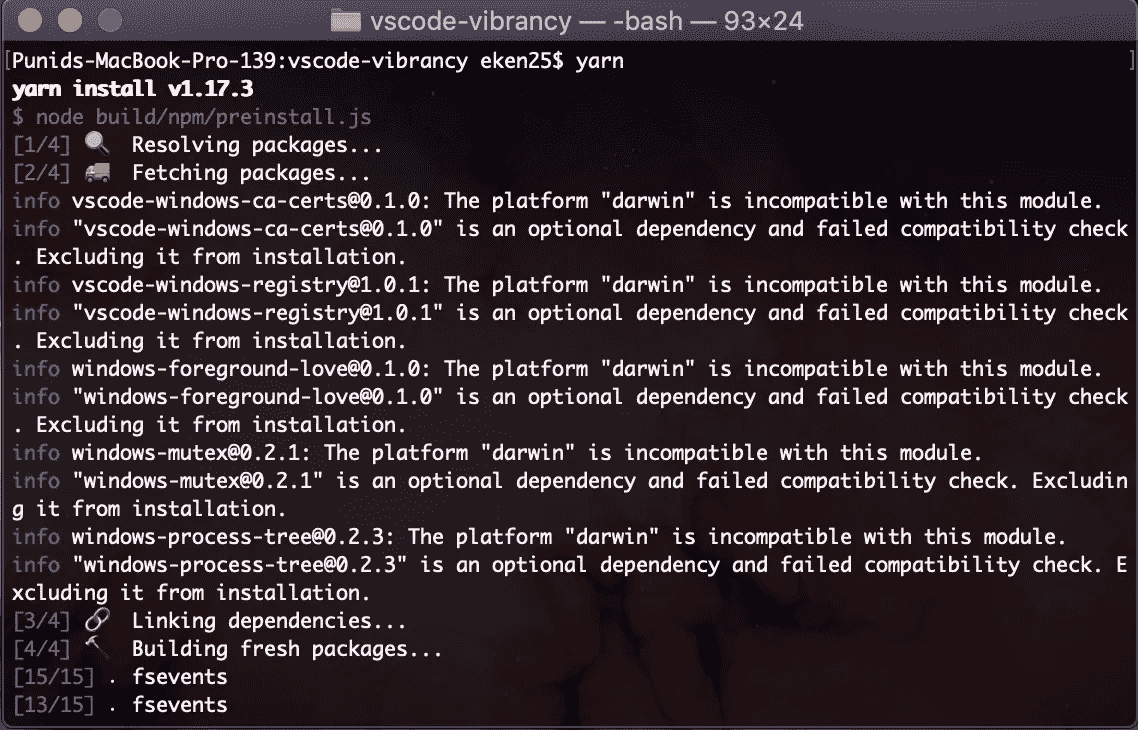 vscode-vibrancy — -bash — 93×24
[Punids-MacBook-Pro-139:vscode-vibrancy eken25$ yarn ]
yarn install v1.17.3
$ node build/npm/preinstall.js
[1/4] 🔍 Resolving packages...
[2/4] 🚚 Fetching packages...
info vscode-windows-ca-certs@0.1.0: The platform "darwin" is incompatible with this module.
info "vscode-windows-ca-certs@0.1.0" is an optional dependency and failed compatibility check
. Excluding it from installation.
info vscode-windows-registry@1.0.1: The platform "darwin" is incompatible with this module.
info "vscode-windows-registry@1.0.1" is an optional dependency and failed compatibility check
. Excluding it from installation.
info windows-foreground-love@0.1.0: The platform "darwin" is incompatible with this module.
info "windows-foreground-love@0.1.0" is an optional dependency and failed compatibility check
. Excluding it from installation.
info windows-mutex@0.2.1: The platform "darwin" is incompatible with this module.
info "windows-mutex@0.2.1" is an optional dependency and failed compatibility check. Excludin
g it from installation.
info windows-process-tree@0.2.3: The platform "darwin" is incompatible with this module.
info "windows-process-tree@0.2.3" is an optional dependency and failed compatibility check. E
xcluding it from installation.
[3/4] 🔗 Linking dependencies...
[4/4] 🔨 Building fresh packages...
[15/15] . fsevents
[13/15] . fsevents